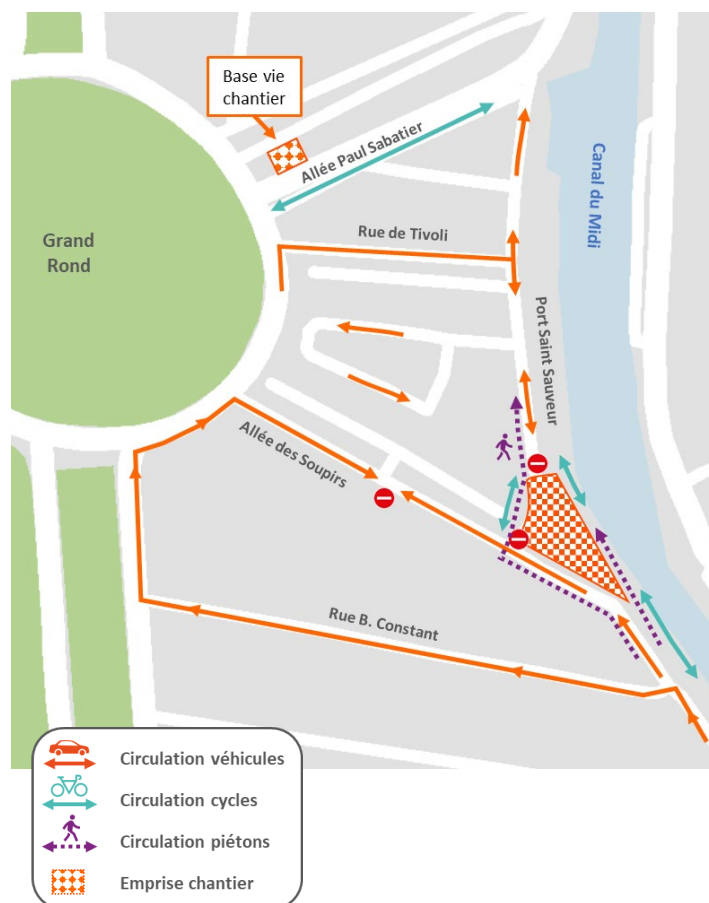 Base vie
chantier
Allée Paul Sabatier
Canal du Midi
Grand
Rond
Rue de Tivoli
Port Saint Sauveur
Allée des Soupirs
Rue B. Constant
Circulation véhicules
Circulation cycles
Circulation piétons
Emprise chantier